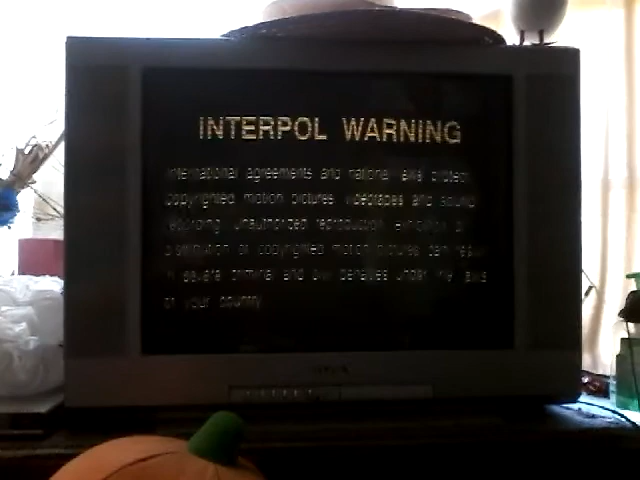 INTERPOL WARNING
International agreements and national laws protect
copyrighted motion pictures, videotapes and sound
recording. Unauthorized reproduction, exhibition or
distribution of copyrighted motion pictures can result
in severe criminal and civil penalties under the laws
of your country